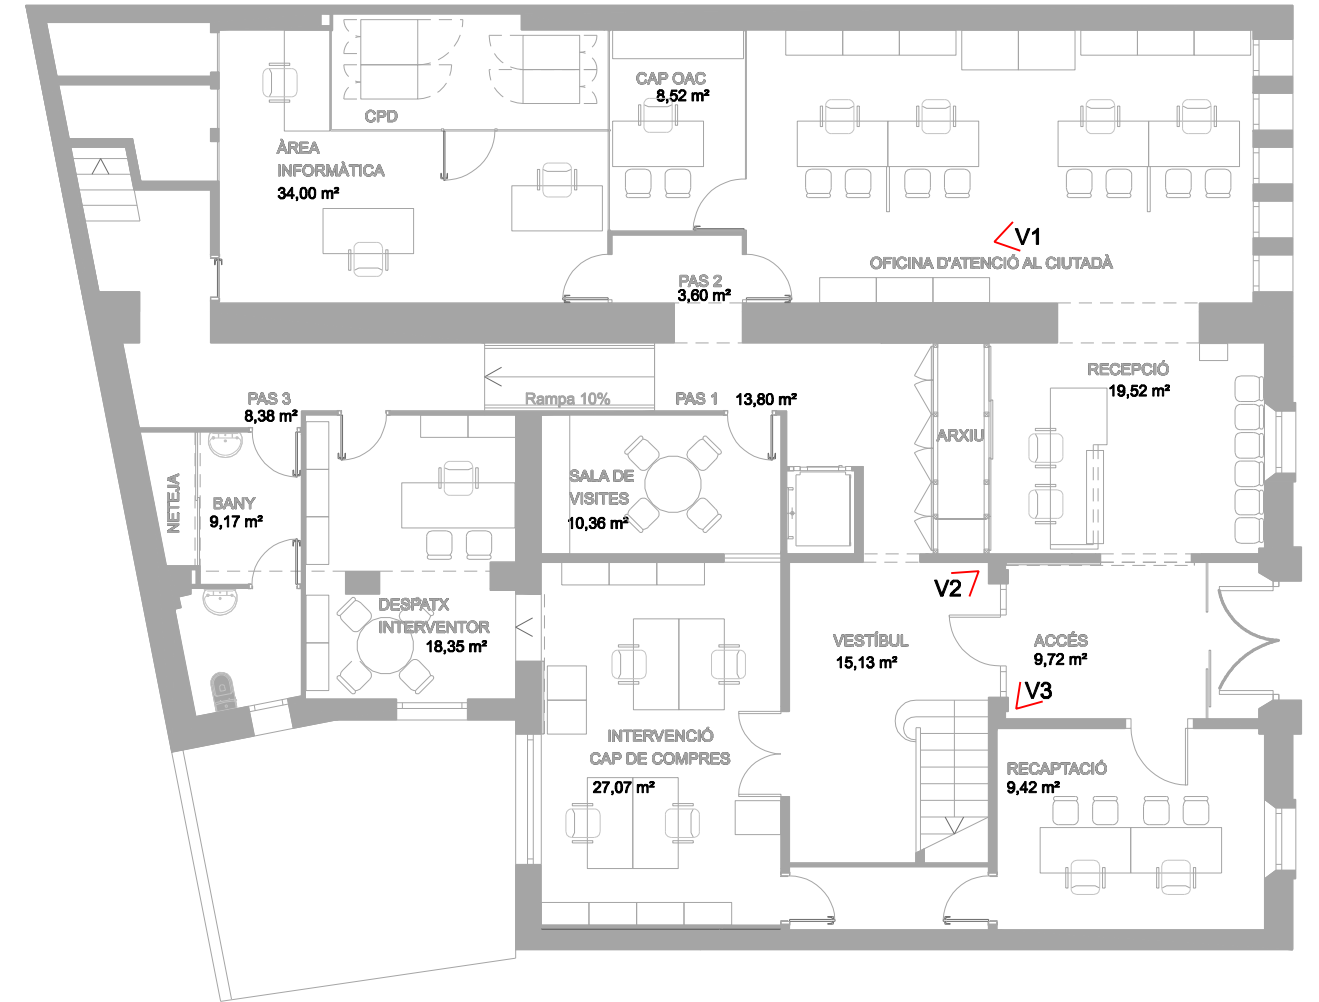 CAP OAC
8,52 m²
CPD
ÀREA
INFORMÀTICA
34,00 m²
V1
OFICINA D'ATENCIÓ AL CIUTADÀ
PAS 2
3,60 m²
RECEPCIÓ
19,52 m²
PAS 3
8,38 m²
Rampa 10%
PAS 1
13,80 m²
ARXIU
SALA DE
VISITES
10,36 m²
NETEJA
BANY
9,17 m²
V2
DESPATX
INTERVENTOR
18,35 m²
VESTÍBUL
15,13 m²
ACCÉS
9,72 m²
V3
INTERVENCIÓ
CAP DE COMPRES
27,07 m²
RECAPTACIÓ
9,42 m²